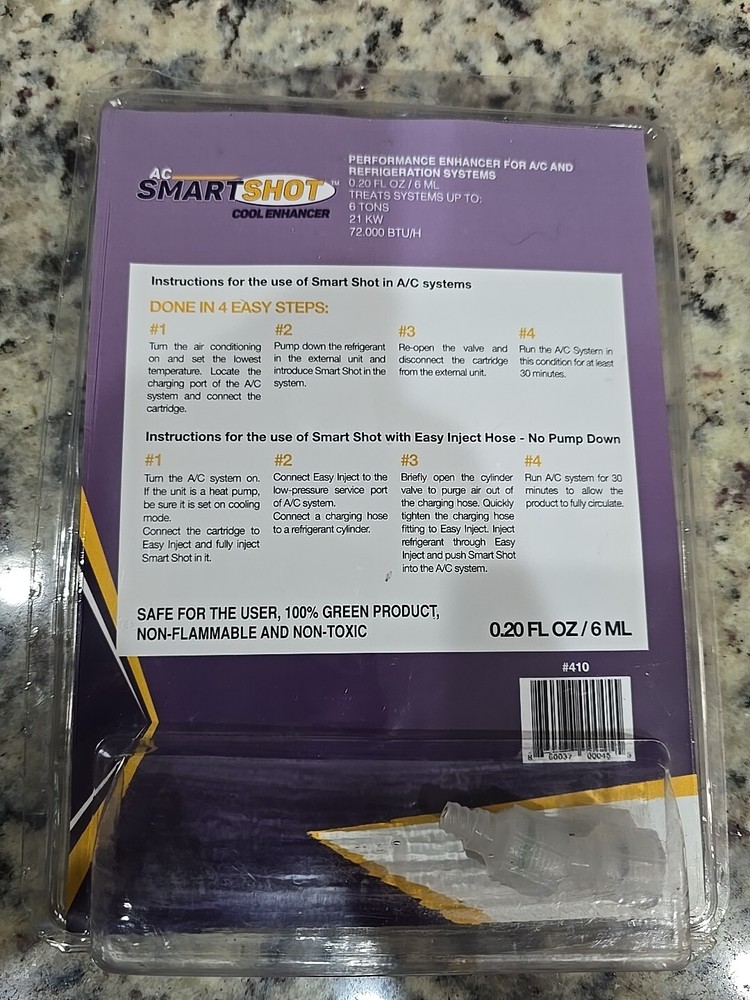 AC
SMARTSHOT™
COOL ENHANCER
PERFORMANCE ENHANCER FOR A/C AND
REFRIGERATION SYSTEMS
0.20 FL OZ / 6 ML
TREATS SYSTEMS UP TO:
6 TONS
21 KW
72.000 BTU/H
Instructions for the use of Smart Shot in A/C systems
DONE IN 4 EASY STEPS:
#1
Turn the air conditioning
on and set the lowest
temperature. Locate the
charging port of the A/C
system and connect the
cartridge.
#2
Pump down the refrigerant
in the external unit and
introduce Smart Shot in the
system.
#3
Re-open the valve and
disconnect the cartridge
from the external unit.
#4
Run the A/C System in
this condition for at least
30 minutes.
Instructions for the use of Smart Shot with Easy Inject Hose - No Pump Down
#1
Turn the A/C system on.
If the unit is a heat pump,
be sure it is set on cooling
mode.
Connect the cartridge to
Easy Inject and fully inject
Smart Shot in it.
#2
Connect Easy Inject to the
low-pressure service port
of A/C system.
Connect a charging hose
to a refrigerant cylinder.
#3
Briefly open the cylinder
valve to purge air out of
the charging hose. Quickly
tighten the charging hose
fitting to Easy Inject. Inject
refrigerant through Easy
Inject and push Smart Shot
into the A/C system.
#4
Run A/C system for 30
minutes to allow the
product to fully circulate.
SAFE FOR THE USER, 100% GREEN PRODUCT,
NON-FLAMMABLE AND NON-TOXIC
0.20 FL OZ / 6 ML
#410